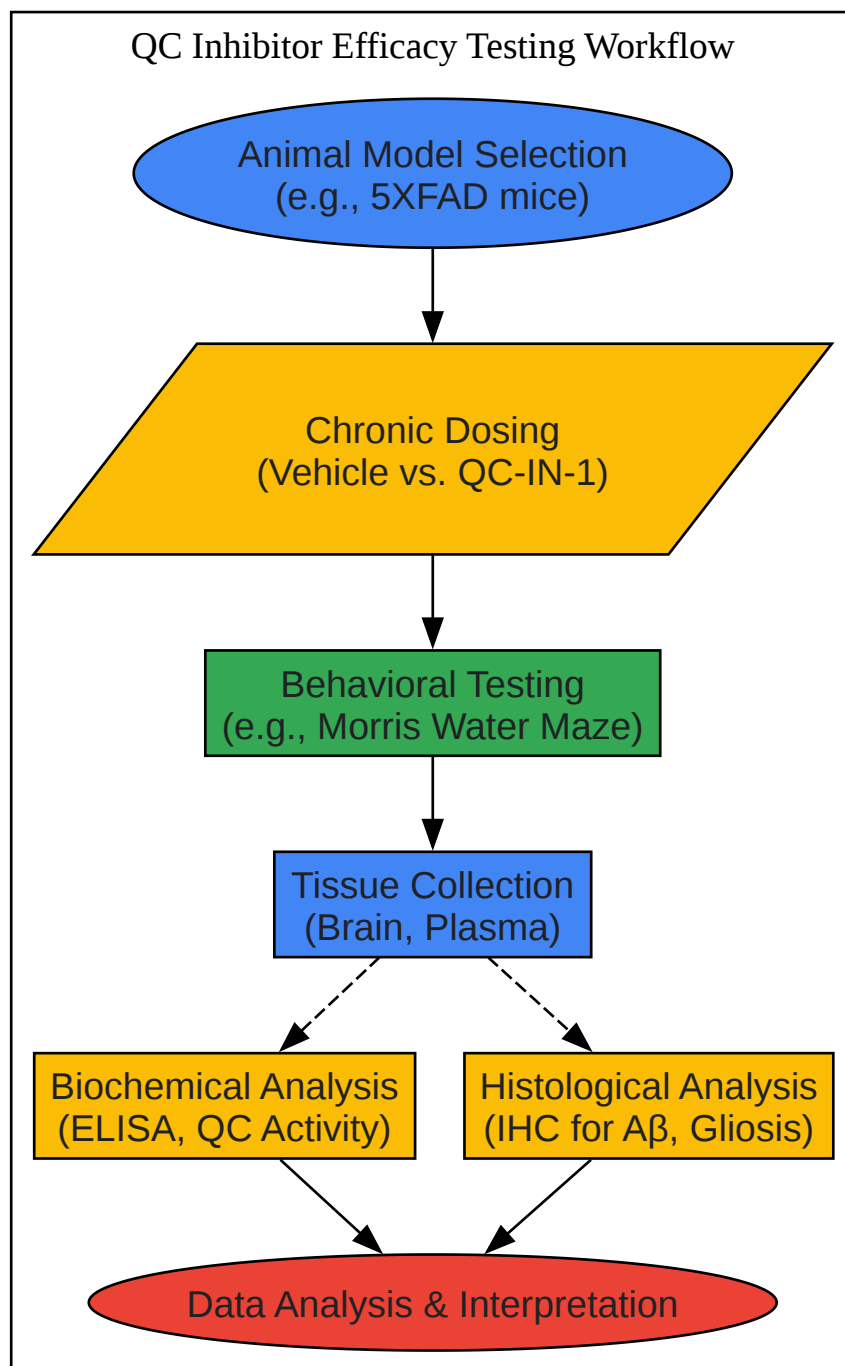 QC Inhibitor Efficacy Testing Workflow
Animal Model Selection
(e.g., 5XFAD mice)
Chronic Dosing
(Vehicle vs. QC-IN-1)
Behavioral Testing
(e.g., Morris Water Maze)
Tissue Collection
(Brain, Plasma)
Biochemical Analysis
(ELISA, QC Activity)
Histological Analysis
(IHC for Aβ, Gliosis)
Data Analysis & Interpretation